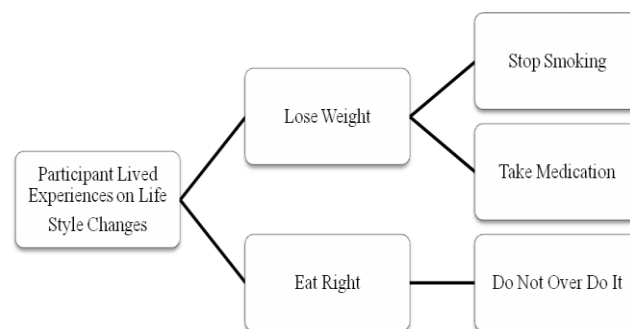 Stop Smoking
Lose Weight
Take Medication
Participant Lived
Experiences on Life
Style Changes
Eat Right
Do Not Over Do It